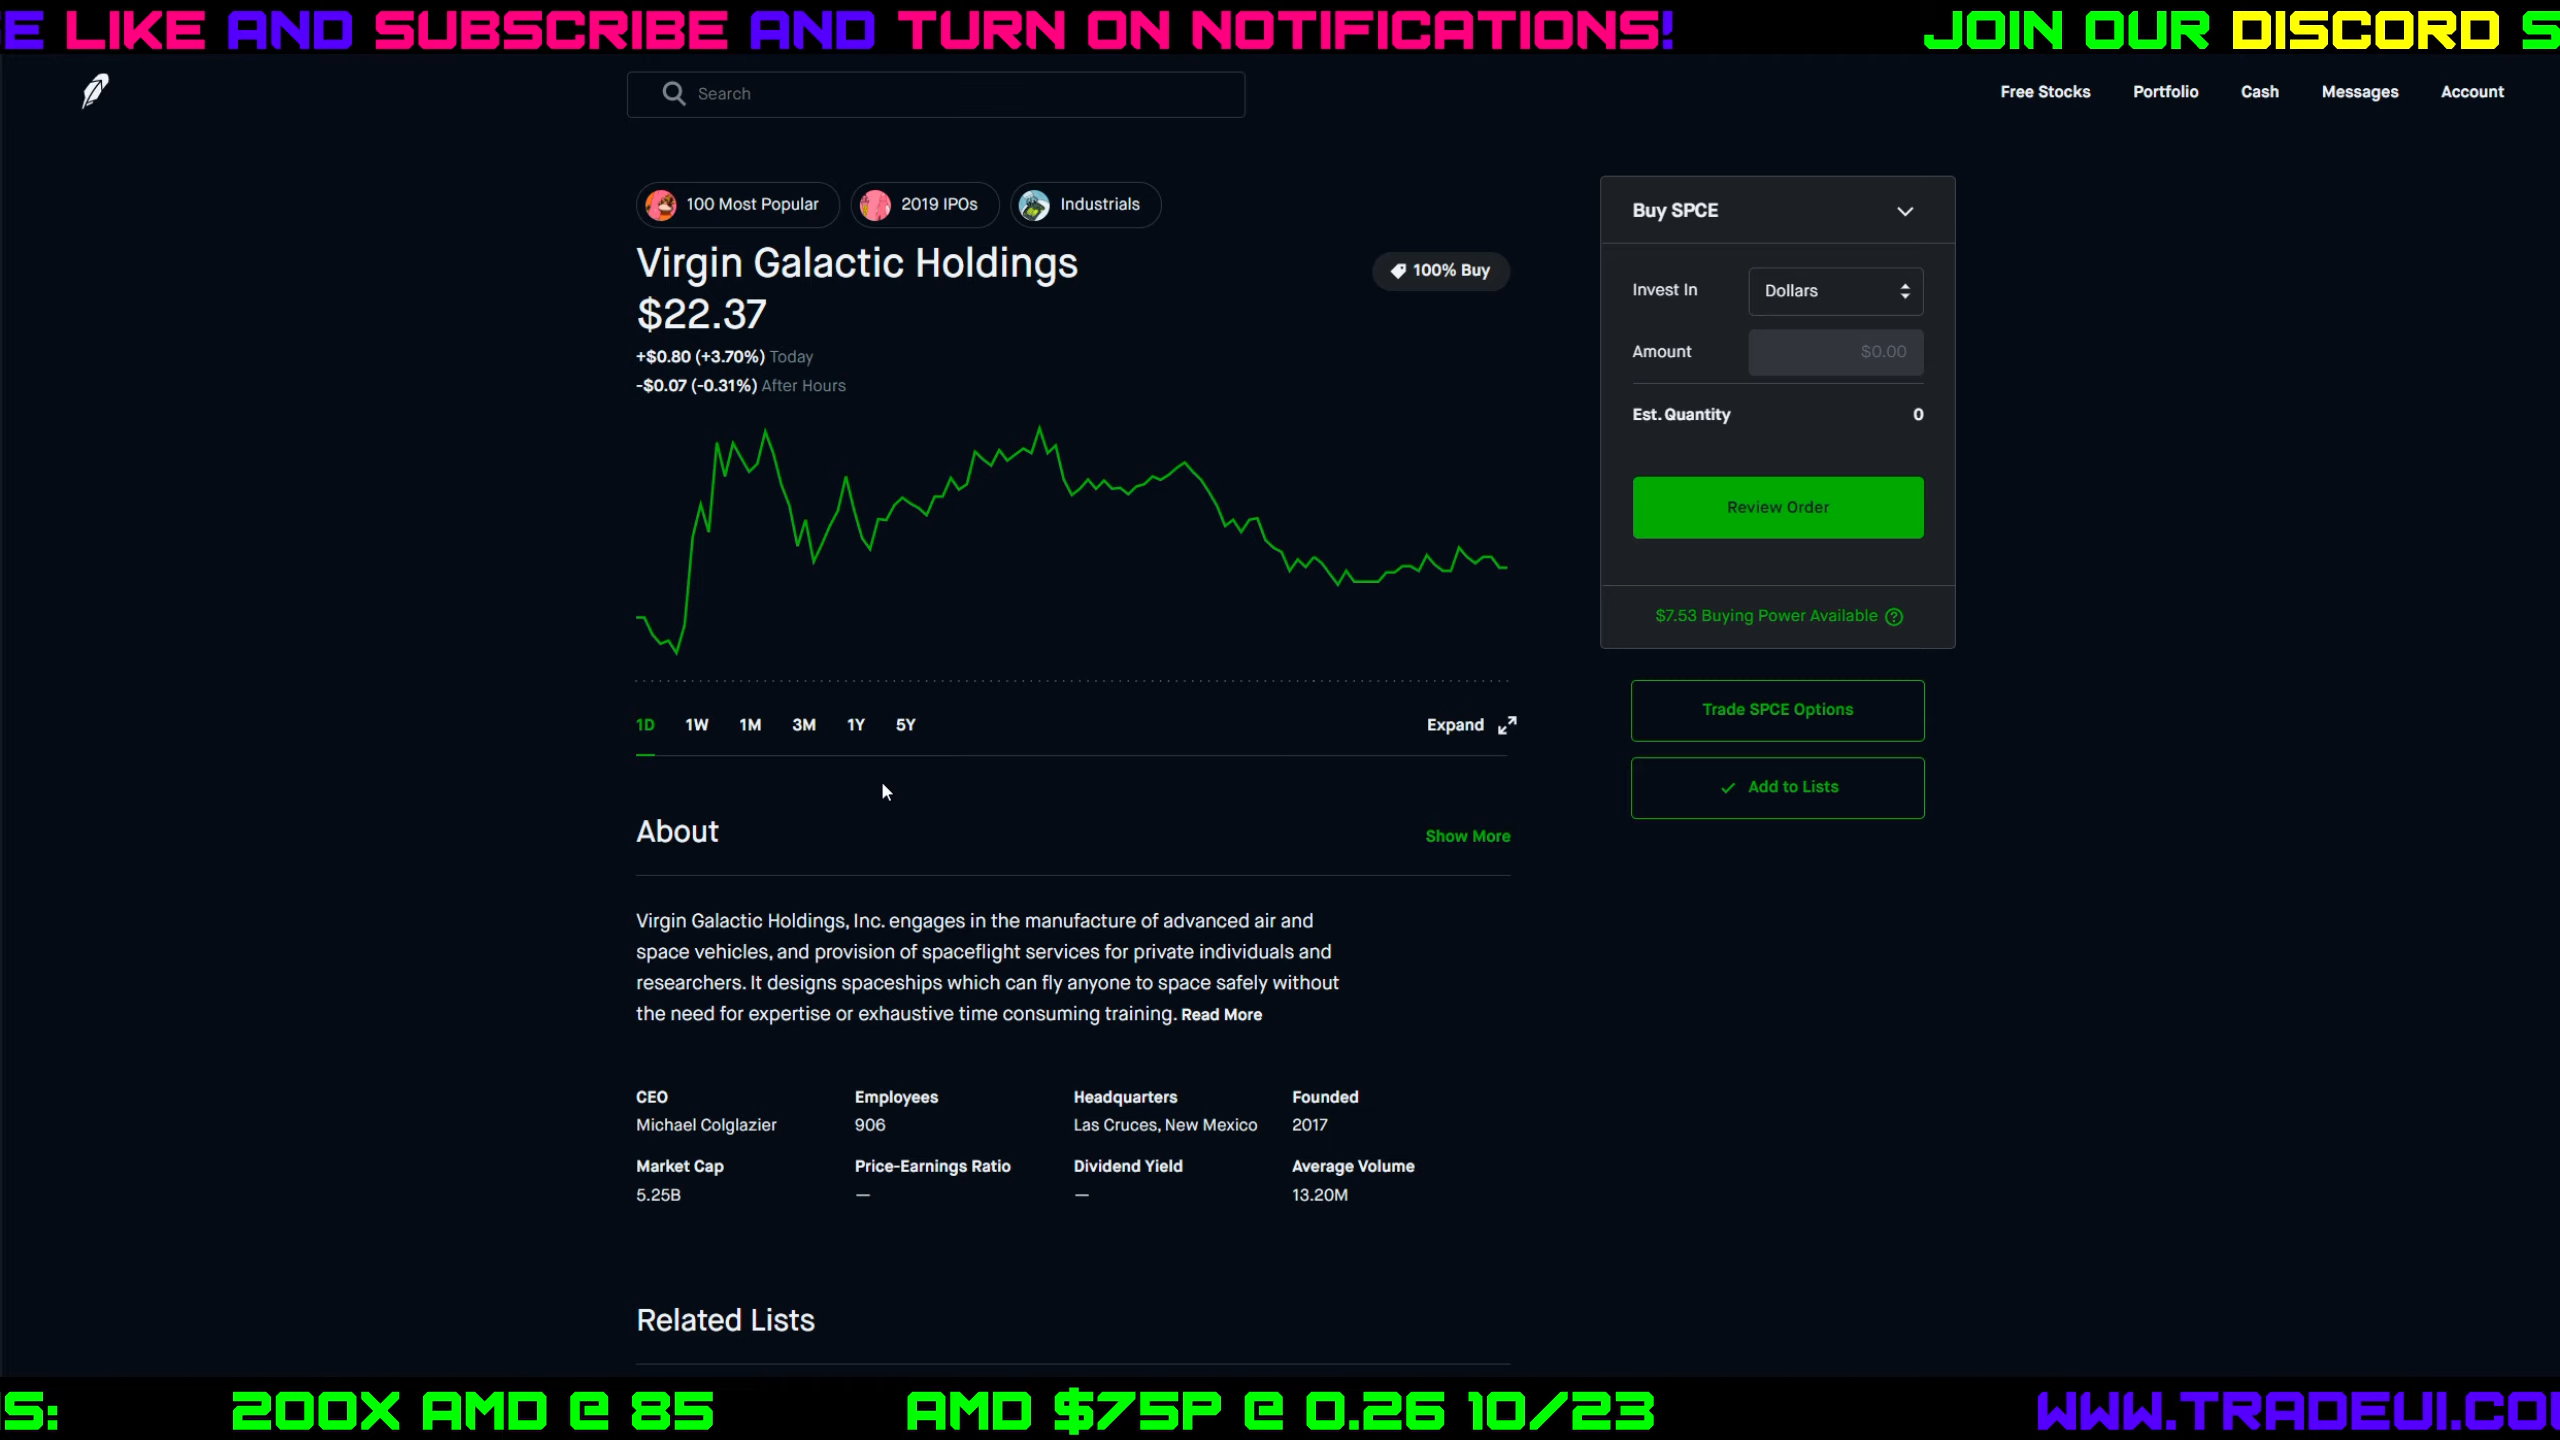 LIKE AND SUBSCRIBE AND TURN ON NOTIFICATIONS! JOIN OUR DISCORD
Search
Free Stocks Portfolio Cash Messages Account
100 Most Popular 2019 IPOs Industrials
Virgin Galactic Holdings
$22.37
100% Buy
+$0.80 (+3.70%) Today
-$0.07 (-0.31%) After Hours
1D 1W 1M 3M 1Y 5Y Expand
Buy SPCE
Invest In Dollars
Amount $0.00
Est. Quantity 0
Review Order
$7.53 Buying Power Available
Trade SPCE Options
Add to Lists
About Show More
Virgin Galactic Holdings, Inc. engages in the manufacture of advanced air and
space vehicles, and provision of spaceflight services for private individuals and
researchers. It designs spaceships which can fly anyone to space safely without
the need for expertise or exhaustive time consuming training. Read More
CEO Employees Headquarters Founded
Michael Colglazier 906 Las Cruces, New Mexico 2017
Market Cap Price-Earnings Ratio Dividend Yield Average Volume
5.25B — — 13.20M
Related Lists
S: 200X AMD @ 85 AMD $75P @ 0.26 10/23 WWW.TRADEUI.CO